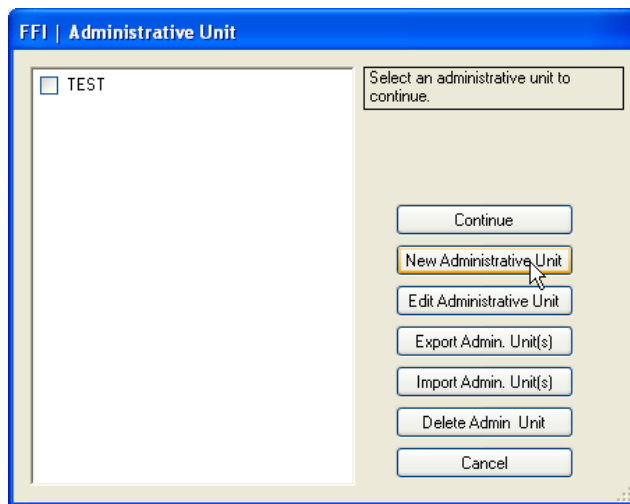 FFI | Administrative Unit
TEST
Select an administrative unit to
continue.
Continue
New Administrative Unit
Edit Administrative Unit
Export Admin. Unit(s)
Import Admin. Unit(s)
Delete Admin  Unit
Cancel